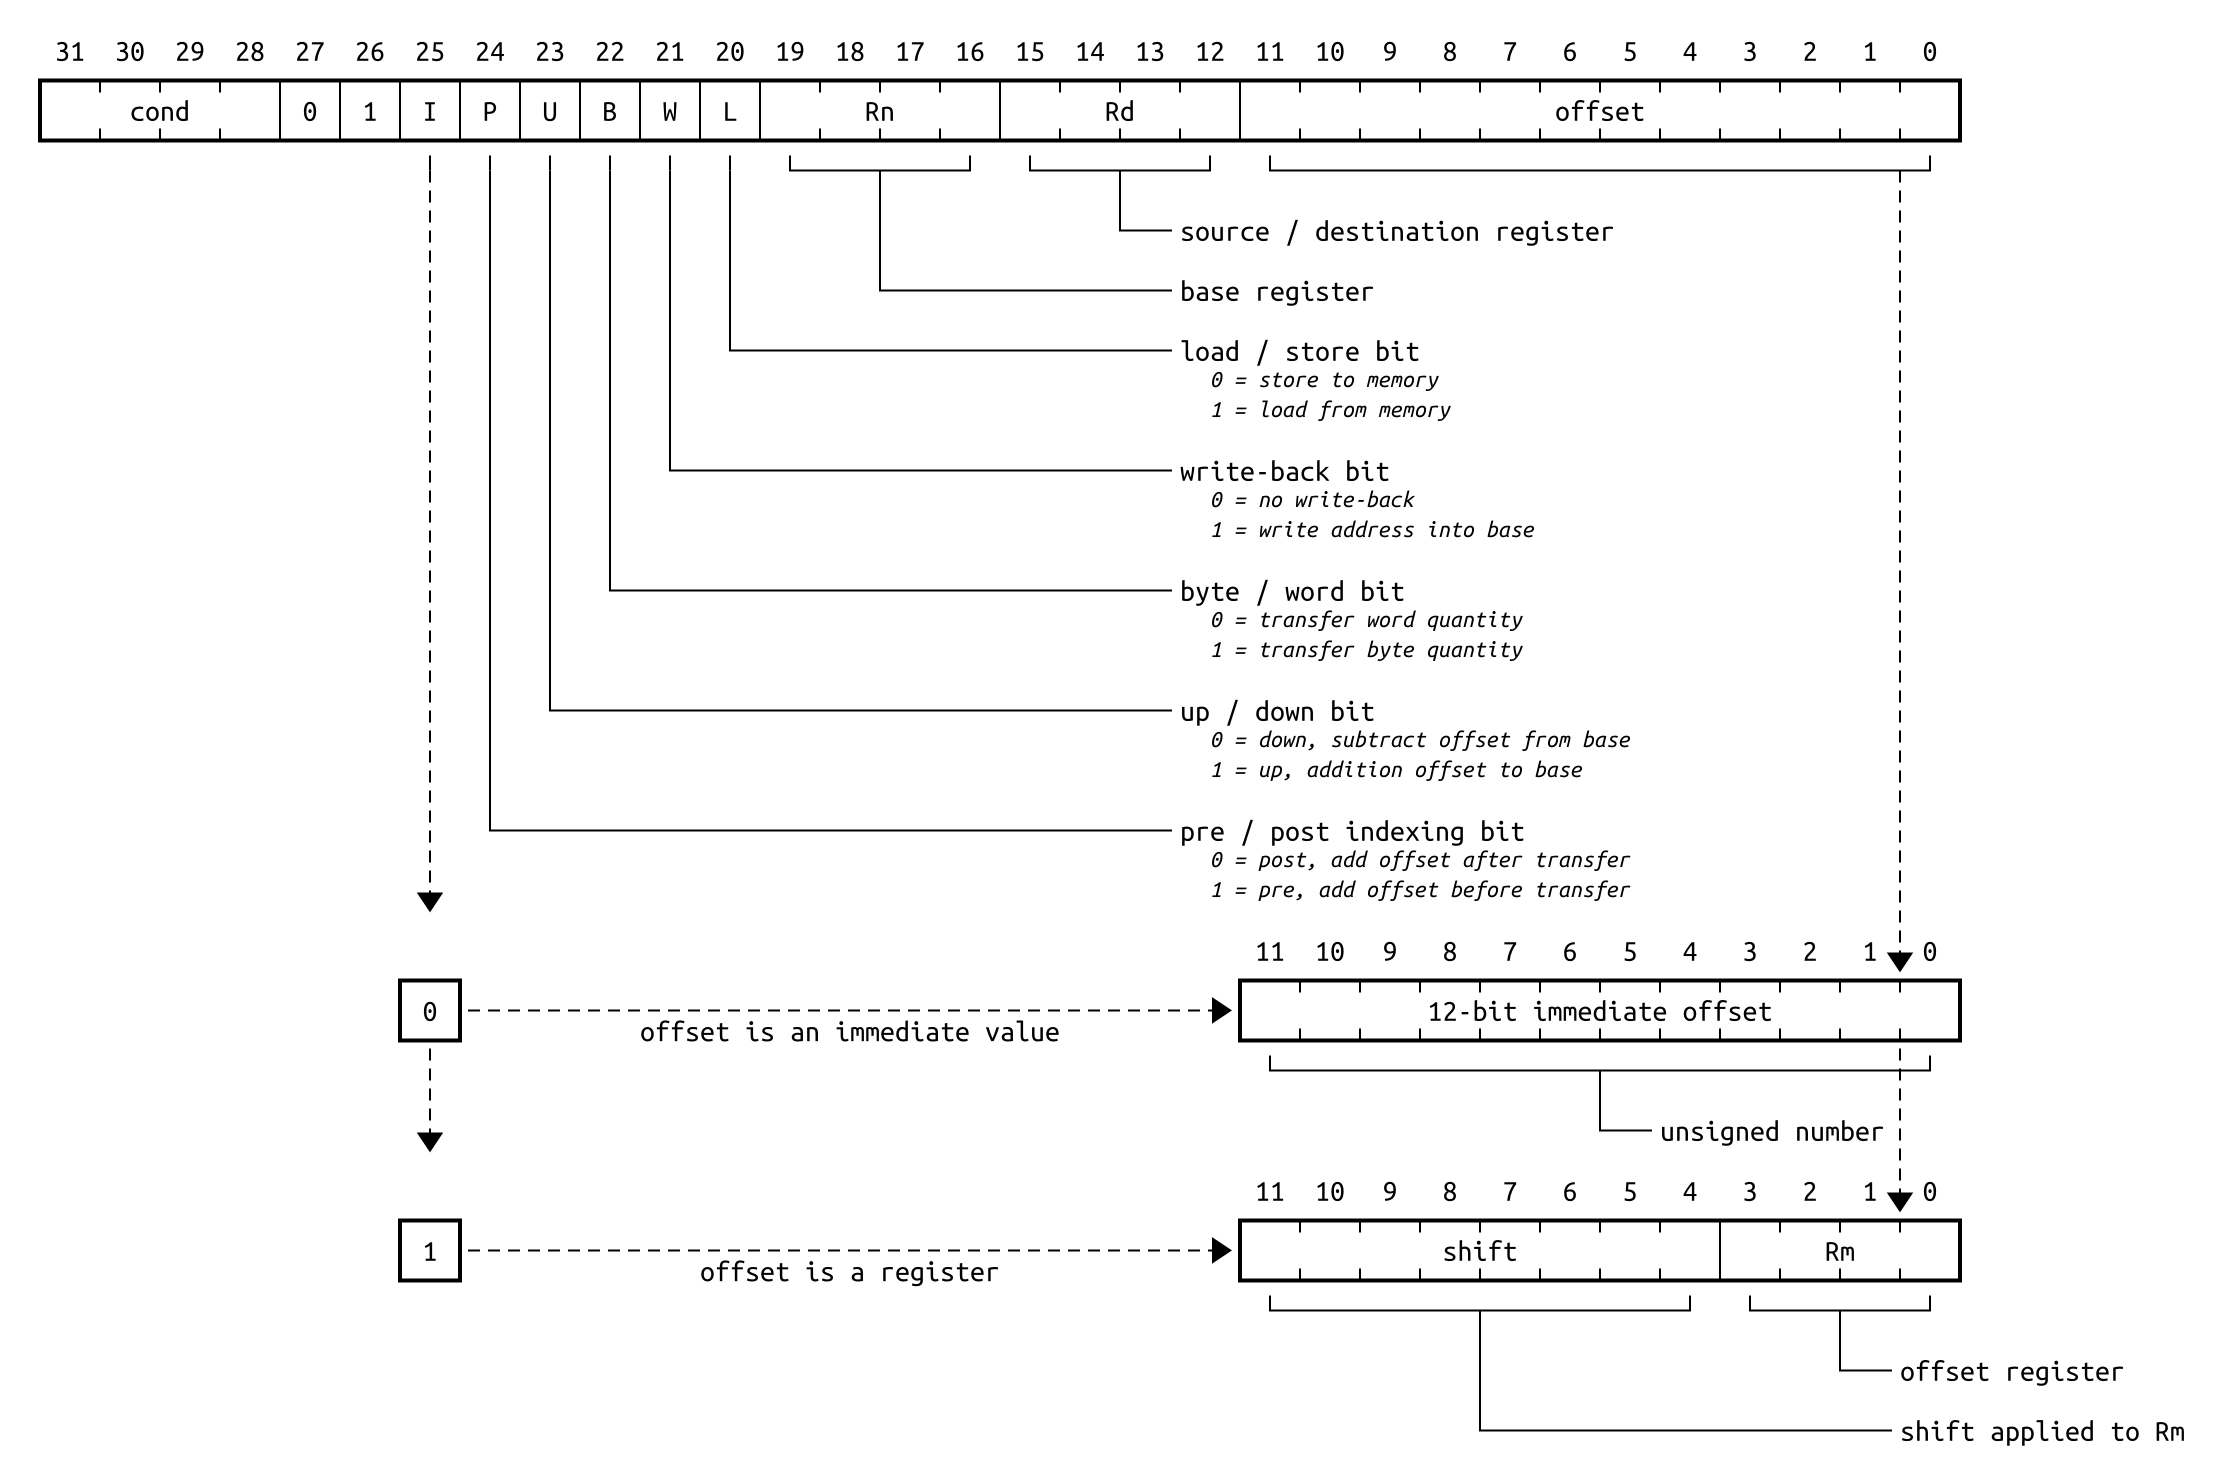 31 30 29 28 27 26 25 24 23 22 21 20 19 18 17 16 15 14 13 12 11 10 9 8 7 6 5 4 3 2 1 0
cond 0 1 I P U B W L Rn Rd offset
source / destination register
base register
load / store bit
0 = store to memory
1 = load from memory
write-back bit
0 = no write-back
1 = write address into base
byte / word bit
0 = transfer word quantity
1 = transfer byte quantity
up / down bit
0 = down, subtract offset from base
1 = up, addition offset to base
pre / post indexing bit
0 = post, add offset after transfer
1 = pre, add offset before transfer
11 10 9 8 7 6 5 4 3 2 1 0
0 12-bit immediate offset
offset is an immediate value
unsigned number
11 10 9 8 7 6 5 4 3 2 1 0
1 shift Rm
offset is a register
offset register
shift applied to Rm